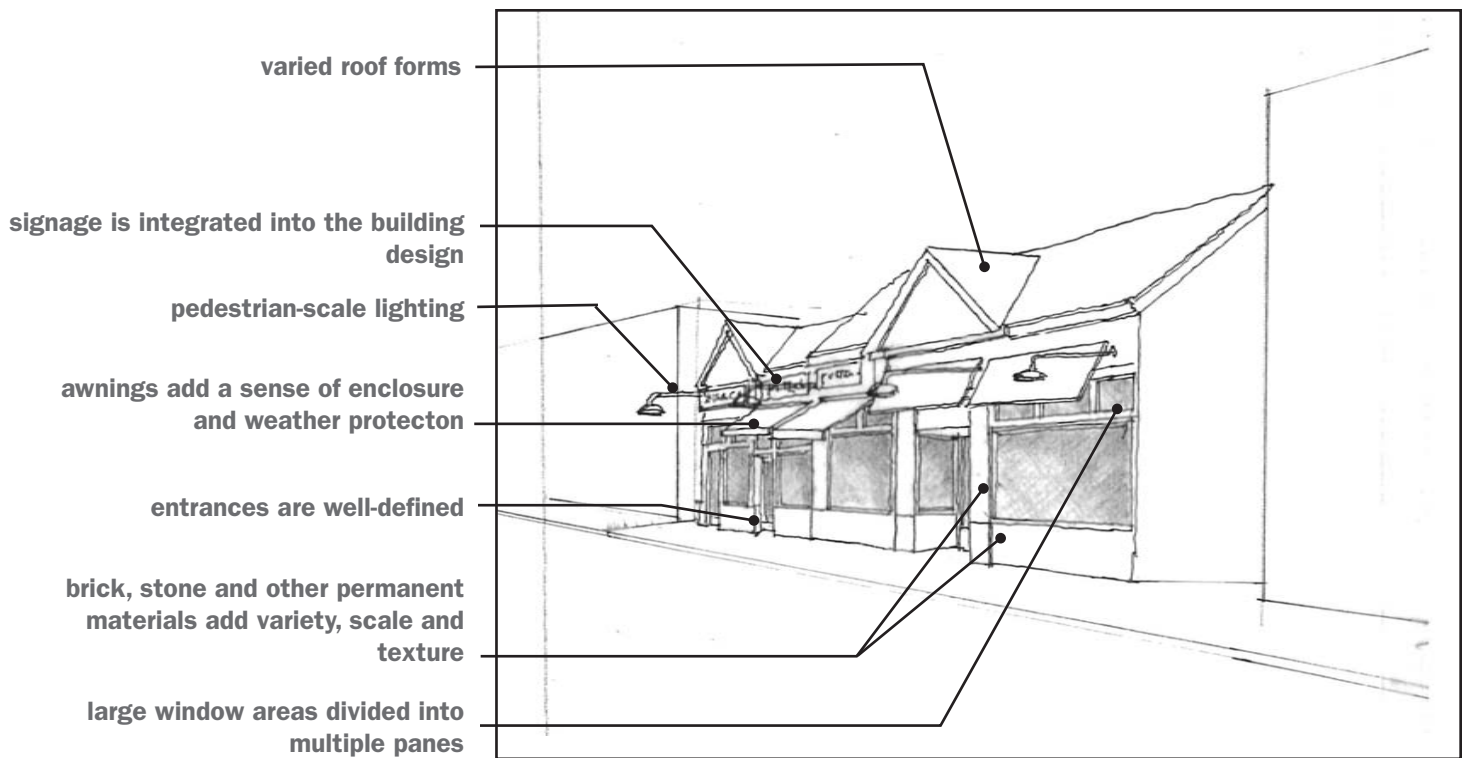 varied roof forms
signage is integrated into the building
design
pedestrian-scale lighting
awnings add a sense of enclosure
and weather protecton
entrances are well-defined
brick, stone and other permanent
materials add variety, scale and
texture
large window areas divided into
multiple panes